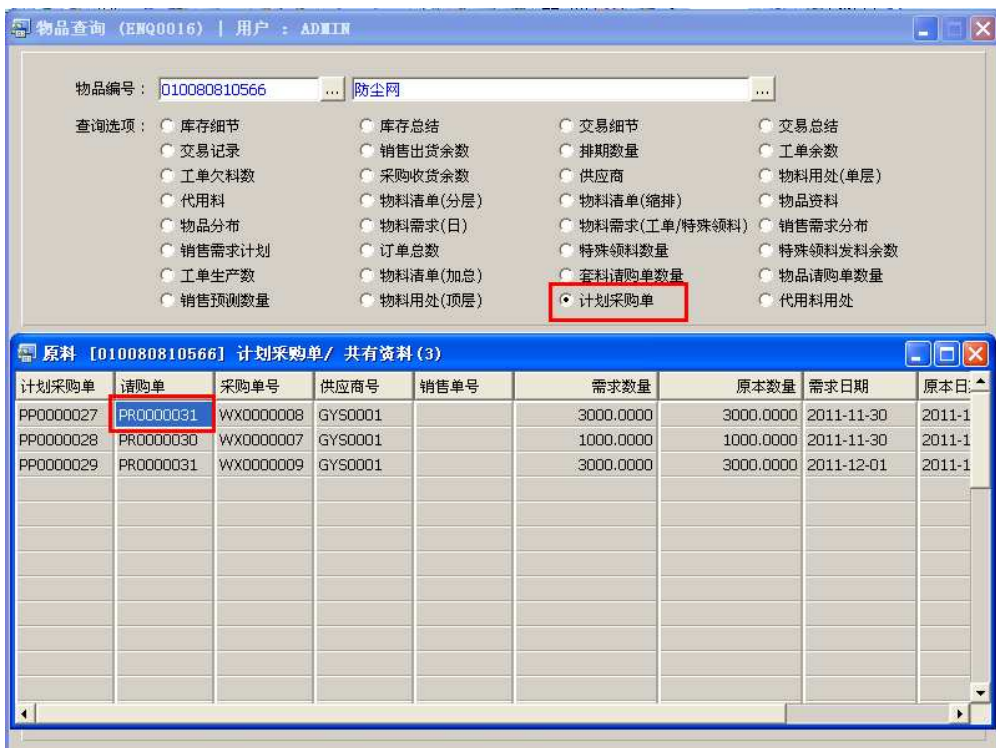 物品查询 (ENQ0016) | 用户 : ADMIN
物品编号 : 010080810566 ... 防尘网 ...
查询选项 : 库存细节 库存总结 交易细节 交易总结
交易记录 销售出货余数 排期数量 工单余数
工单欠料数 采购收货余数 供应商 物料用处(单层)
代用料 物料清单(分层) 物料清单(缩排) 物品资料
物品分布 物料需求(日) 物料需求(工单/特殊领料) 销售需求分布
销售需求计划 订单总数 特殊领料数量 特殊领料发料余数
工单生产数 物料清单(加总) 套料请购单数量 物品请购单数量
销售预测数量 物料用处(顶层) 计划采购单 代用料用处
原料 [010080810566] 计划采购单/ 共有资料(3)
计划采购单 请购单 采购单号 供应商号 销售单号 需求数量 原本数量 需求日期 原本日
PP0000027 PR0000031 WX0000008 GYS0001 3000.0000 3000.0000 2011-11-30 2011-1
PP0000028 PR0000030 WX0000007 GYS0001 1000.0000 1000.0000 2011-11-30 2011-1
PP0000029 PR0000031 WX0000009 GYS0001 3000.0000 3000.0000 2011-12-01 2011-1